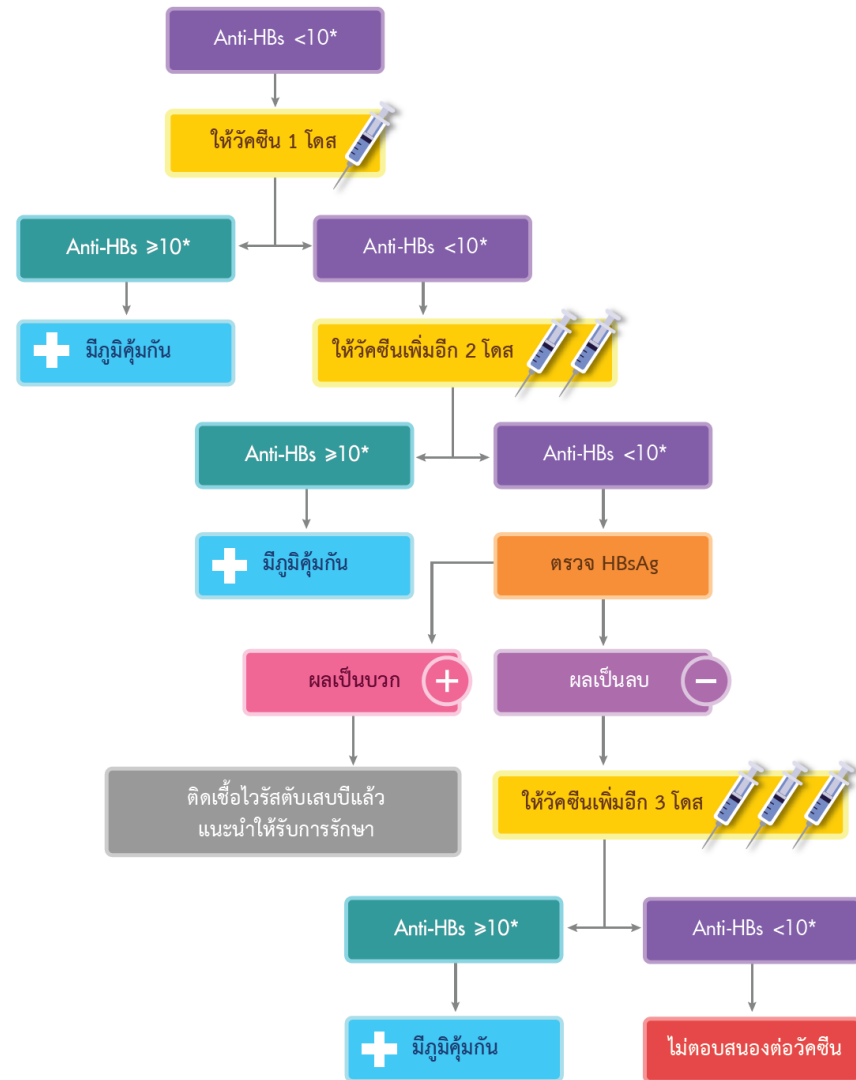 Anti-HBs <10*
ให้วัคซีน 1 โดส
Anti-HBs ≥10*
Anti-HBs <10*
มีภูมิคุ้มกัน
ให้วัคซีนเพิ่มอีก 2 โดส
Anti-HBs ≥10*
Anti-HBs <10*
มีภูมิคุ้มกัน
ตรวจ HBsAg
ผลเป็นบวก
ผลเป็นลบ
ติดเชื้อไวรัสตับเสบบีแล้ว
แนะนำให้รับการรักษา
ให้วัคซีนเพิ่มอีก 3 โดส
Anti-HBs ≥10*
Anti-HBs <10*
มีภูมิคุ้มกัน
ไม่ตอบสนองต่อวัคซีน